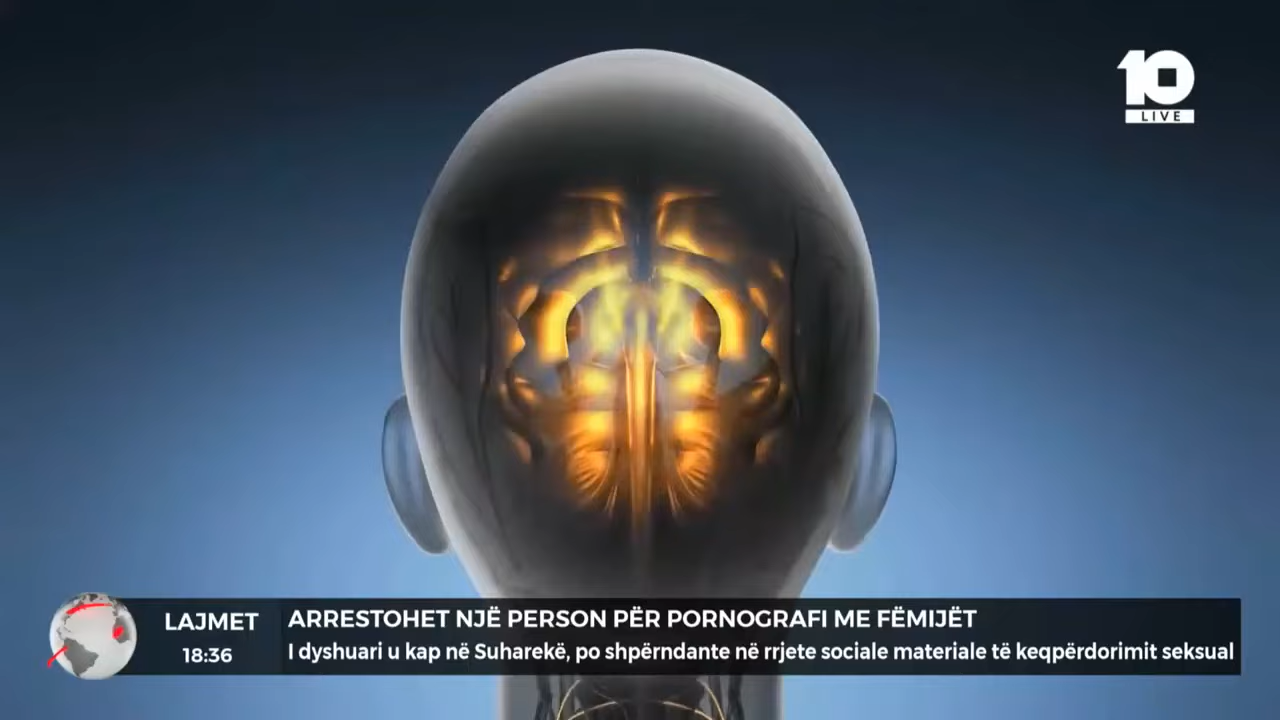 10
LIVE
LAJMET
18:36
ARRESTOHET NJË PERSON PËR PORNOGRAFI ME FËMIJËT
I dyshuari u kap në Suharekë, po shpërndante në rrjete sociale materiale të keqpërdorimit seksual